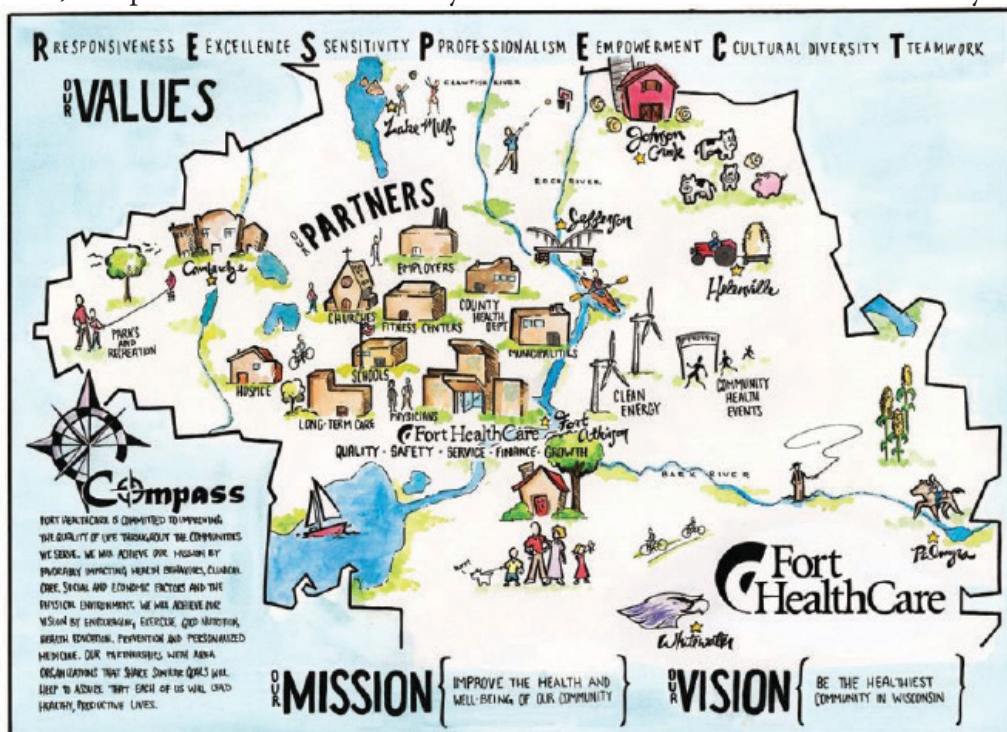 R RESPONSIVENESS E EXCELLENCE S SENSITIVITY P PROFESSIONALISM E EMPOWERMENT C CULTURAL DIVERSITY T TEAMWORK
OUR VALUES
CRAWFISH RIVER
Lake Mills
Johnson Creek
ROCK RIVER
OUR PARTNERS
Jefferson
EMPLOYERS
Cambridge
Helenville
CHURCHES
FITNESS CENTERS
COUNTY HEALTH DEPT
MUNICIPALITIES
PARKS
AND
RECREATION
HOSPICE
SCHOOLS
CLEAN
ENERGY
COMMUNITY
HEALTH
EVENTS
LONG-TERM CARE
PHYSICIANS
Fort HealthCare
Fort Atkinson
QUALITY - SAFETY - SERVICE - FINANCE - GROWTH
BARK RIVER
Compass
FORT HEALTHCARE IS COMMITTED TO IMPROVING
THE QUALITY OF LIFE THROUGHOUT THE COMMUNITIES
WE SERVE. WE WILL ACHIEVE OUR MISSION BY
FAVORABLY IMPACTING HEALTH BEHAVIORS, CLINICAL
CARE, SOCIAL AND ECONOMIC FACTORS AND THE
PHYSICAL ENVIRONMENT. WE WILL ACHIEVE OUR
VISION BY ENCOURAGING EXERCISE, GOOD NUTRITION,
HEALTH EDUCATION, PREVENTION AND PERSONALIZED
MEDICINE. OUR PARTNERSHIPS WITH AREA
ORGANIZATIONS THAT SHARE SIMILAR GOALS WILL
HELP TO ASSURE THAT EACH OF US WILL LEAD
HEALTHY, PRODUCTIVE LIVES.
Palmyra
Fort
HealthCare
Whitewater
OUR MISSION
IMPROVE THE HEALTH AND
WELL-BEING OF OUR COMMUNITY
OUR VISION
BE THE HEALTHIEST
COMMUNITY IN WISCONSIN